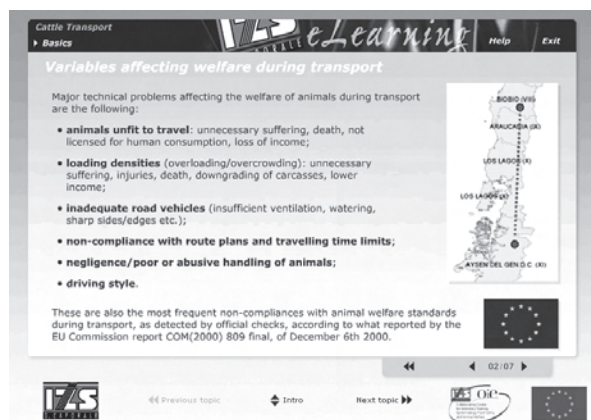 Cattle Transport
Basics
IZS eLearning
CAPORALE
Help
Exit
Variables affecting welfare during transport
Major technical problems affecting the welfare of animals during transport
are the following:
• animals unfit to travel: unnecessary suffering, death, not
licensed for human consumption, loss of income;
• loading densities (overloading/overcrowding): unnecessary
suffering, injuries, death, downgrading of carcasses, lower
income;
• inadequate road vehicles (insufficient ventilation, watering,
sharp sides/edges etc.);
• non-compliance with route plans and travelling time limits;
• negligence/poor or abusive handling of animals;
• driving style.
BIOBIO (VIII)
ARAUCANIA (IX)
LOS LAGOS (X)
LOS LAGOS (X)
AYSEN DEL GEN.D.C (XI)
These are also the most frequent non-compliances with animal welfare standards
during transport, as detected by official checks, according to what reported by the
EU Commission report COM(2000) 809 final, of December 6th 2000.
02/07
IZS
G. CAPORALE
Previous topic
Intro
Next topic
IZS
Oie